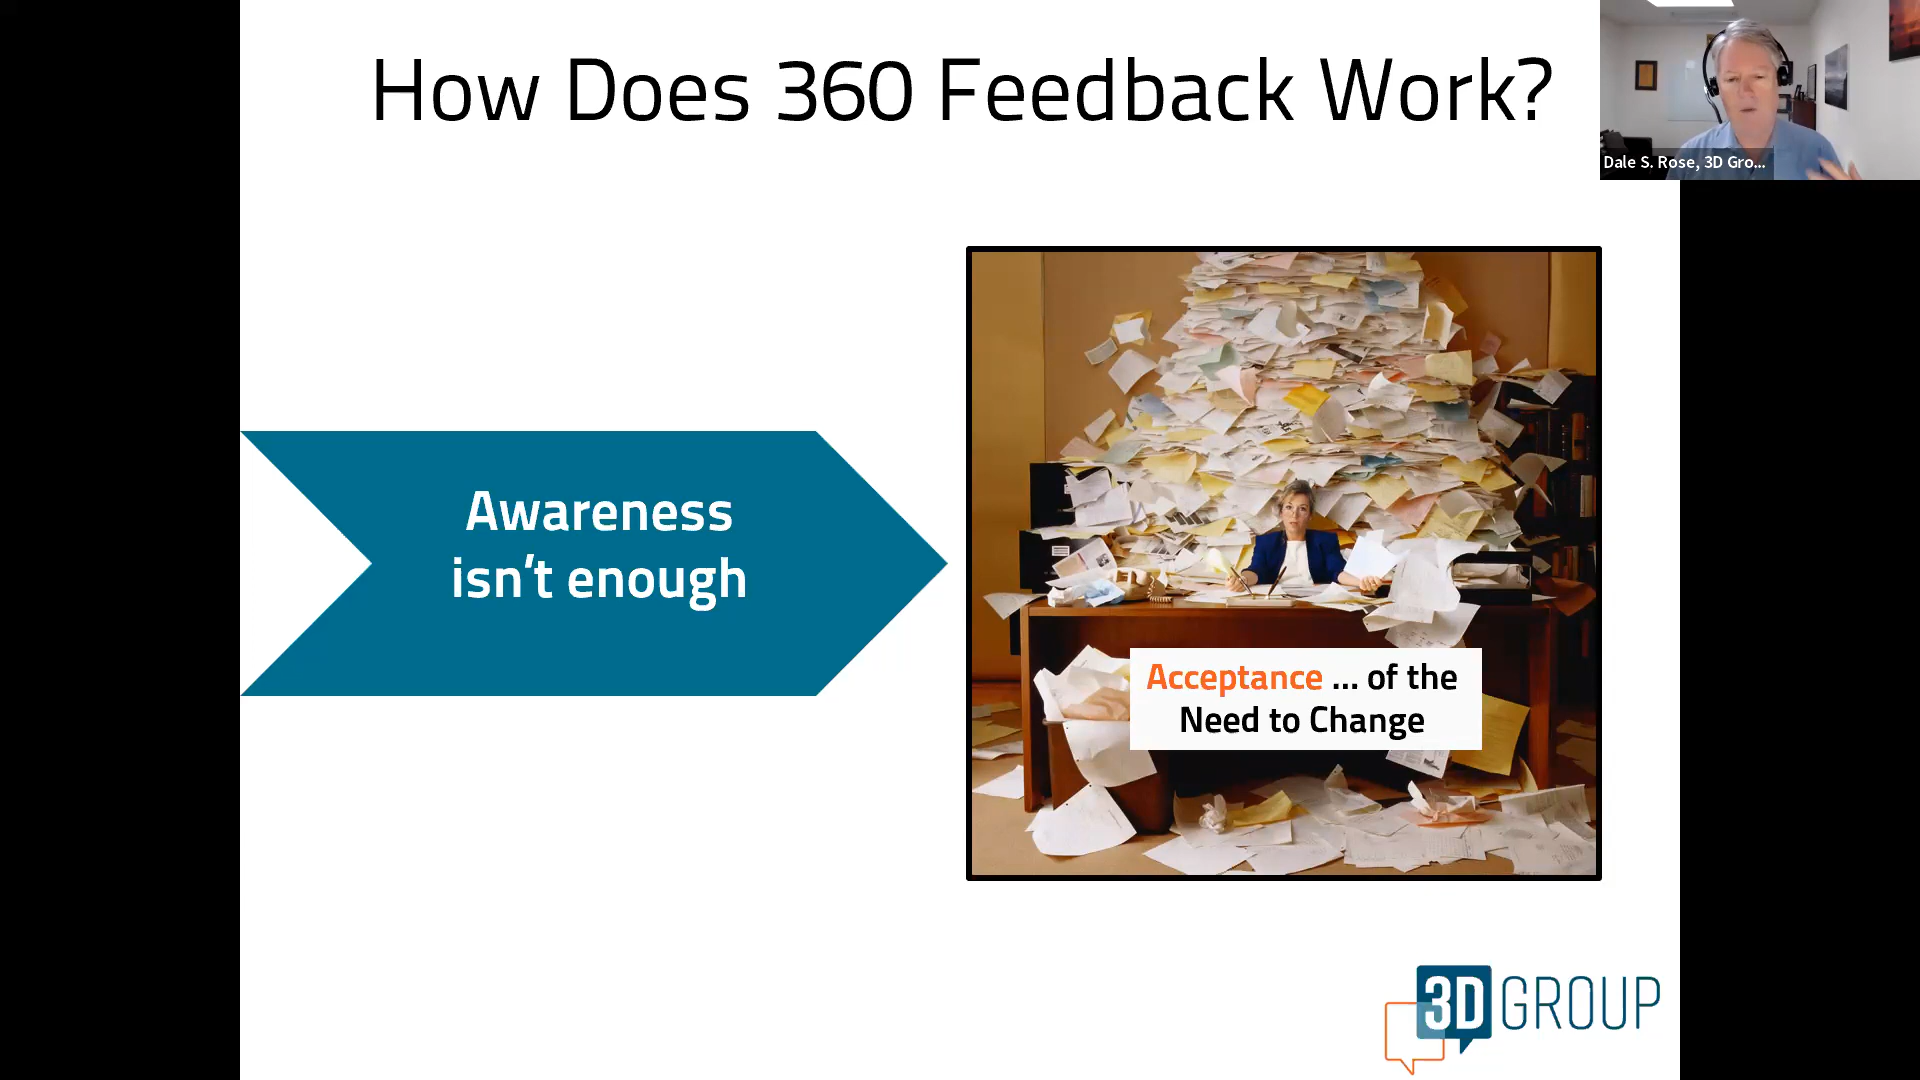 How Does 360 Feedback Work?
Dale S. Rose, 3D Gro...
Awareness
isn't enough
Acceptance ... of the
Need to Change
3D GROUP